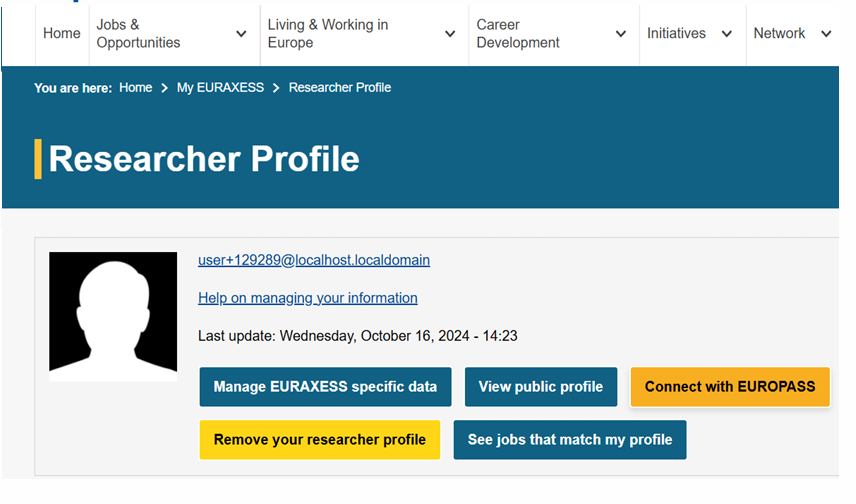 Home
Jobs &
Opportunities
Living & Working in
Europe
Career
Development
Initiatives
Network
You are here: Home > My EURAXESS > Researcher Profile
Researcher Profile
user+129289@localhost.localdomain
Help on managing your information
Last update: Wednesday, October 16, 2024 - 14:23
Manage EURAXESS specific data
View public profile
Connect with EUROPASS
Remove your researcher profile
See jobs that match my profile